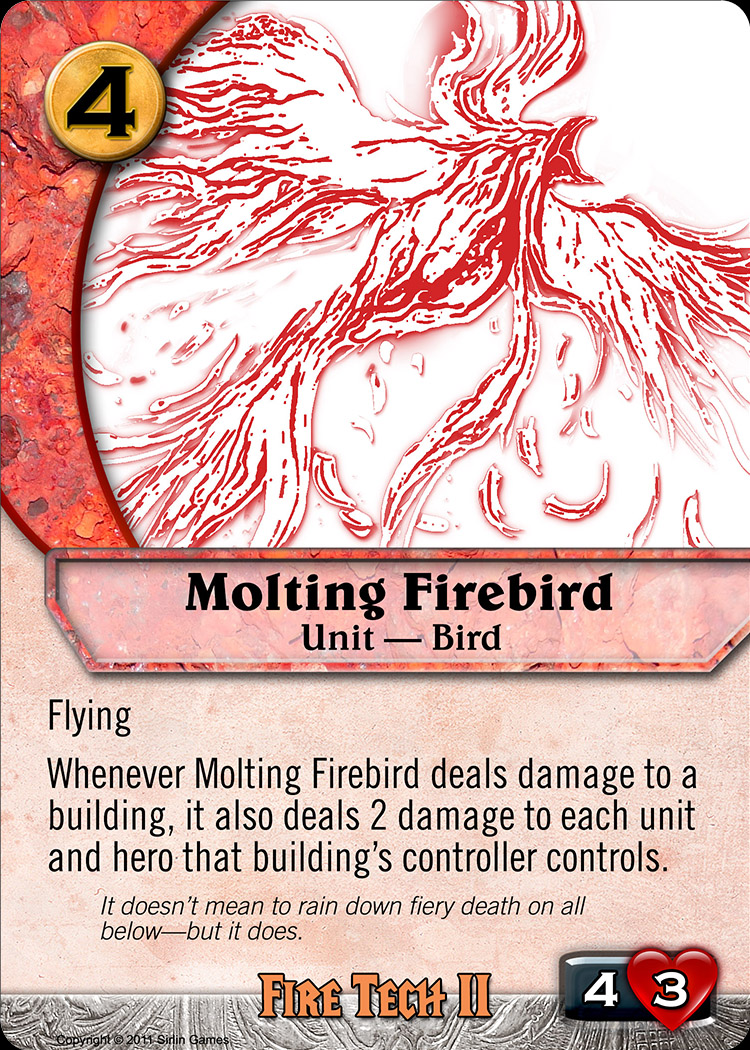 4
Molting Firebird
Unit — Bird
Flying
Whenever Molting Firebird deals damage to a
building, it also deals 2 damage to each unit
and hero that building’s controller controls.
It doesn’t mean to rain down fiery death on all
below—but it does.
Fire Tech II
4 3
Copyright © 2011 Sirlin Games